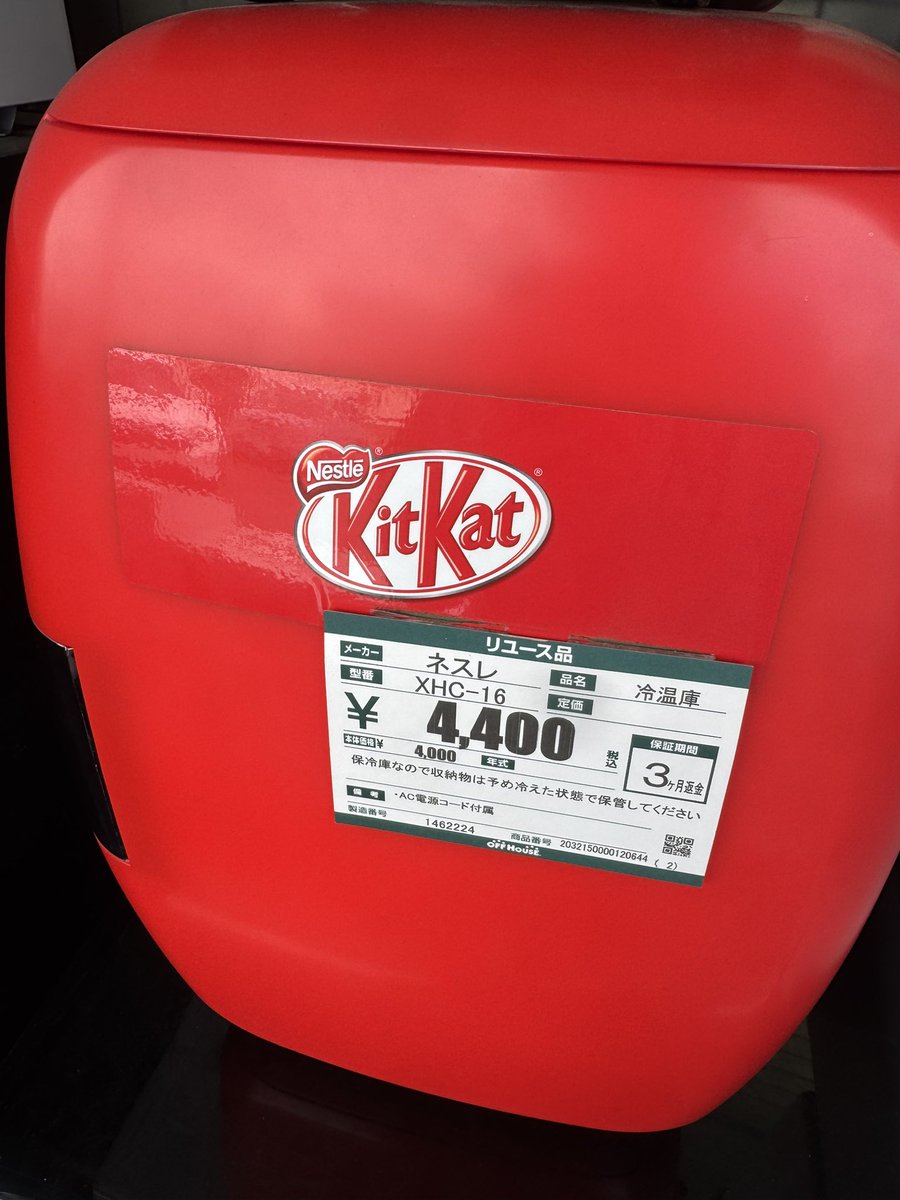 Nestlé
KitKat
リユース品
メーカー ネスレ 品名 冷温庫
型番 XHC-16 定価
¥ 4,400 税込
本体価格¥ 4,000 年式
保証期間
3ヶ月返金
保冷庫なので収納物は予め冷えた状態で保管してください
備考 ・AC電源コード付属
製造番号 1462224 商品番号 2032150000120644 (2)
OFF HOUSE